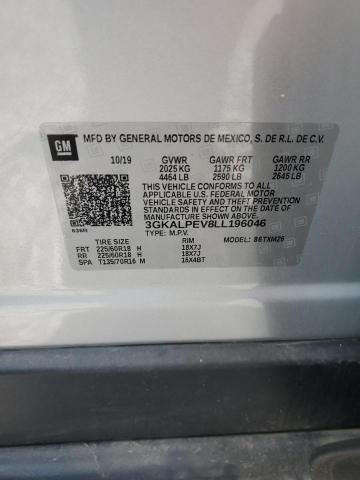 GM
MFD BY GENERAL MOTORS DE MEXICO, S. DE R.L. DE C.V.
10/19 GVWR GAWR FRT GAWR RR
2025 KG 1175 KG 1200 KG
4464 LB 2590 LB 2645 LB
THIS VEHICLE CONFORMS TO ALL APPLICABLE
U.S. FEDERAL MOTOR
VEHICLE SAFETY AND THEFT PREVENTION
STANDARDS IN EFFECT ON THE DATE OF
MANUFACTURE SHOWN ABOVE.
3GKALPEV8LL196046
TYPE: M.P.V. MODEL: 86TXM26
TIRE SIZE RIM
FRT 225/60R18 H 18X7J
RR 225/60R18 H 18X7J
SPA T135/70R16 M 16X4BT